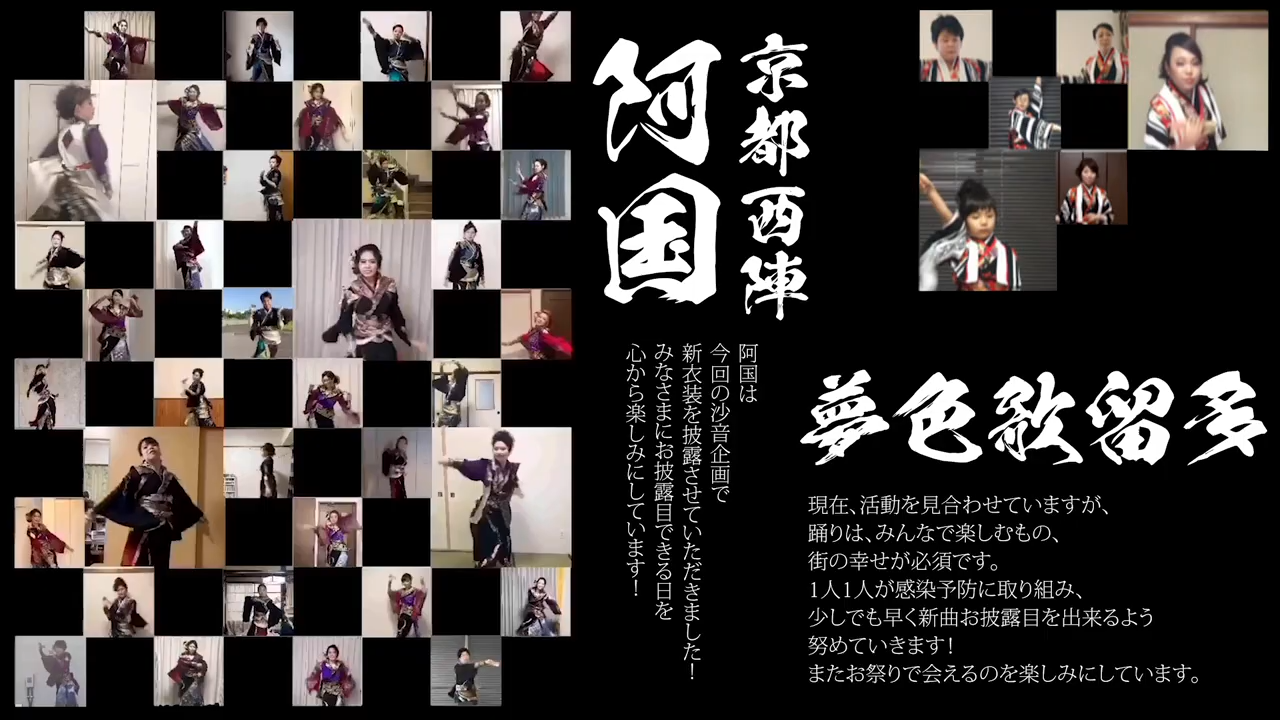 京都西陣
阿国
阿国は
今回の沙音企画で
新衣装を披露させていただきました！
みなさまにお披露目できる日を
心から楽しみにしています！
夢色歌留多
現在、活動を見合わせていますが、
踊りは、みんなで楽しむもの、
街の幸せが必須です。
1人1人が感染予防に取り組み、
少しでも早く新曲お披露目を出来るよう
努めていきます！
またお祭りで会えるのを楽しみにしています。